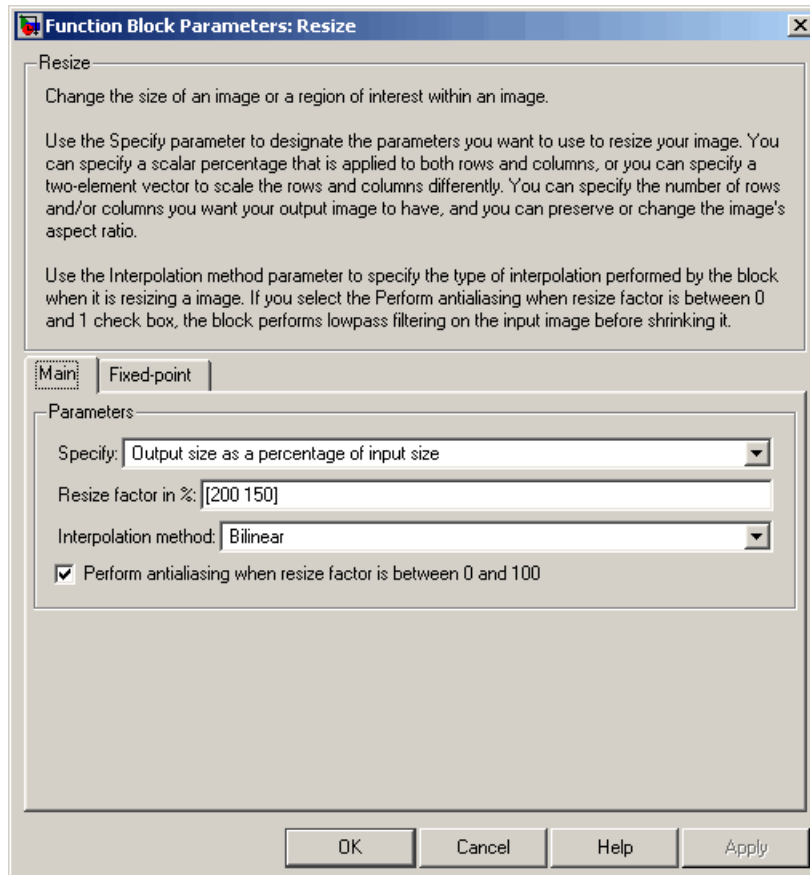 Function Block Parameters: Resize
Resize
Change the size of an image or a region of interest within an image.
Use the Specify parameter to designate the parameters you want to use to resize your image. You
can specify a scalar percentage that is applied to both rows and columns, or you can specify a
two-element vector to scale the rows and columns differently. You can specify the number of rows
and/or columns you want your output image to have, and you can preserve or change the image's
aspect ratio.
Use the Interpolation method parameter to specify the type of interpolation performed by the block
when it is resizing a image. If you select the Perform antialiasing when resize factor is between 0
and 1 check box, the block performs lowpass filtering on the input image before shrinking it.
Main Fixed-point
Parameters
Specify: Output size as a percentage of input size
Resize factor in %: [200 150]
Interpolation method: Bilinear
Perform antialiasing when resize factor is between 0 and 100
OK Cancel Help Apply